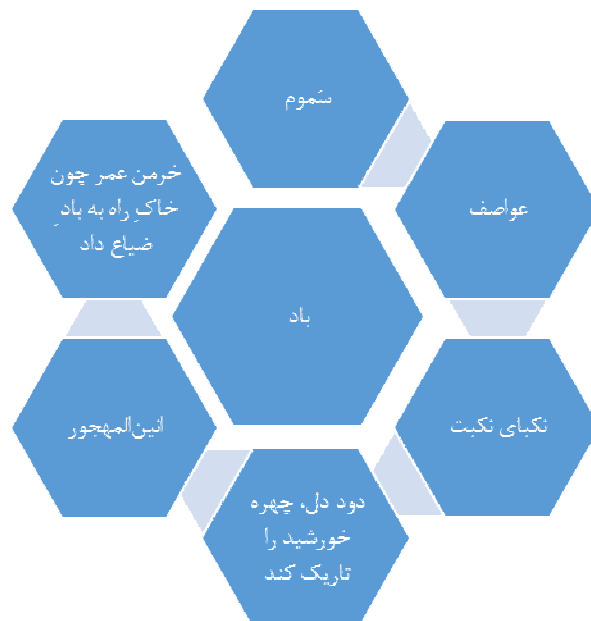 سَموم
عواصف
نکبای نکبت
دود دل، چهره
خورشید را
تاریک کند
انین‌المهجور
خرمن عمر چون
خاکِ راه به بادِ
ضیاع داد
باد